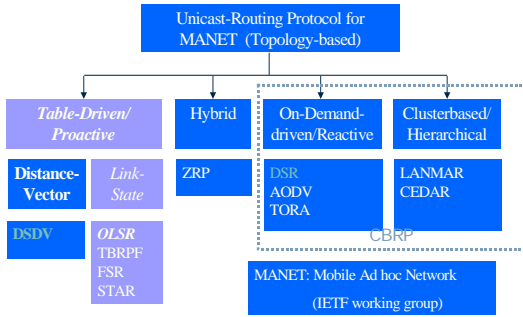 Unicast-Routing Protocol for
MANET (Topology-based)
Table-Driven/
Proactive
Hybrid
On-Demand-
driven/Reactive
Clusterbased/
Hierarchical
Distance-
Vector
Link-
State
ZRP
DSR
AODV
TORA
LANMAR
CEDAR
DSDV
OLSR
TBRPF
FSR
STAR
CBRP
MANET: Mobile Ad hoc Network
(IETF working group)